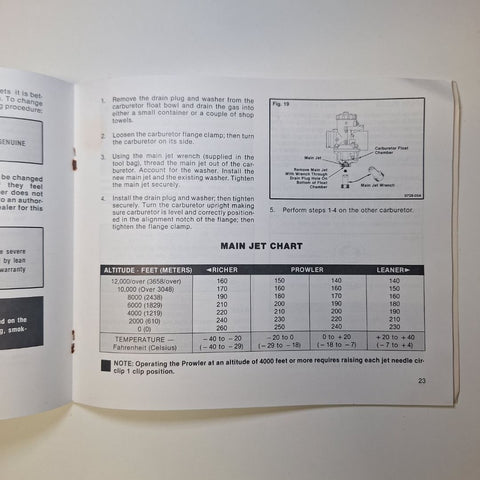 ets it is bet-
. To change
g procedure:
GENUINE
be changed
they feel
er does not
o an author-
aler for this
e severe
by lean
warranty
d on the
g, smok-
1. Remove the drain plug and washer from the
carburetor float bowl and drain the gas into
either a small container or a couple of shop
towels.
2. Loosen the carburetor flange clamp; then turn
the carburetor on its side.
3. Using the main jet wrench (supplied in the
tool bag), thread the main jet out of the car-
buretor. Account for the washer. Install the
new main jet and the existing washer. Tighten
the main jet securely.
4. Install the drain plug and washer; then tighten
securely. Turn the carburetor upright making
sure carburetor is level and correctly position-
ed in the alignment notch of the flange; then
tighten the flange clamp.
Fig. 19
Carburetor Float
Chamber
Main Jet
Remove Main Jet
With Wrench Through
Drain Plug Hole On
Bottom of Float
Chamber
Main Jet Wrench
5. Perform steps 1-4 on the other carburetor.
MAIN JET CHART
ALTITUDE - FEET (METERS) ◄RICHER PROWLER LEANER►
12,000/over (3658/over) 160 150 140 140
10,000 (Over 3048) 170 160 160 150
8000 (2438) 190 180 170 160
6000 (1829) 200 190 180 180
4000 (1219) 220 210 200 190
2000 (610) 240 230 220 210
0 (0) 260 250 240 230
TEMPERATURE — – 40 to – 20 – 20 to 0 0 to + 20 + 20 to + 40
Fahrenheit (Celsius) (– 40 to – 29) (– 29 to – 18) (– 18 to – 7) (– 7 to + 4)
NOTE: Operating the Prowler at an altitude of 4000 feet or more requires raising each jet needle cir-
clip 1 clip position.
23